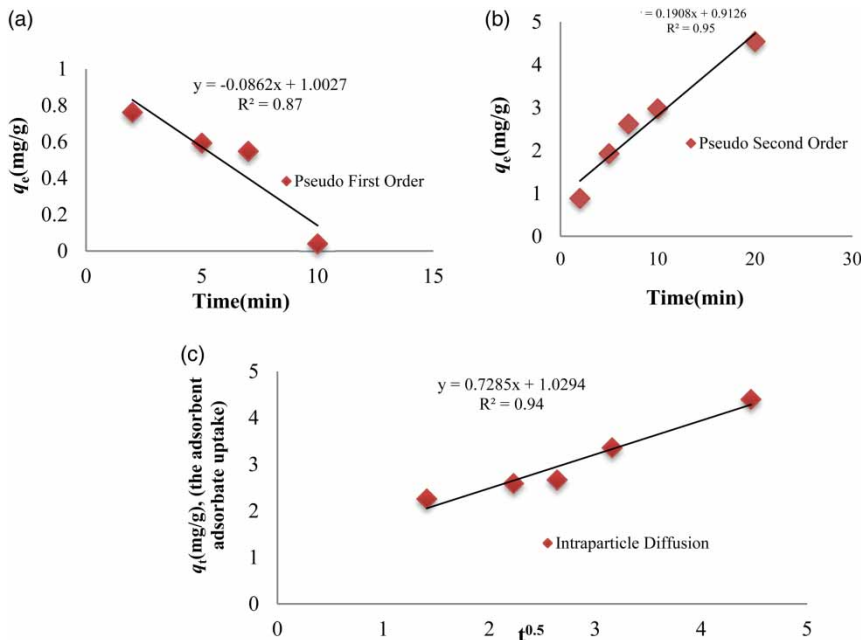 (a)
y = -0.0862x + 1.0027
R² = 0.87
1
0.8
0.6
0.4
0.2
0
qe(mg/g)
Pseudo First Order
0
5
10
15
Time(min)
(b)
= 0.1908x + 0.9126
R² = 0.95
5
4
3
2
1
0
qe(mg/g)
Pseudo Second Order
0
10
20
30
Time(min)
(c)
y = 0.7285x + 1.0294
R² = 0.94
5
4
3
2
1
0
qt(mg/g), (the adsorbent
adsorbate uptake)
Intraparticle Diffusion
0
1
2
3
4
5
t^0.5